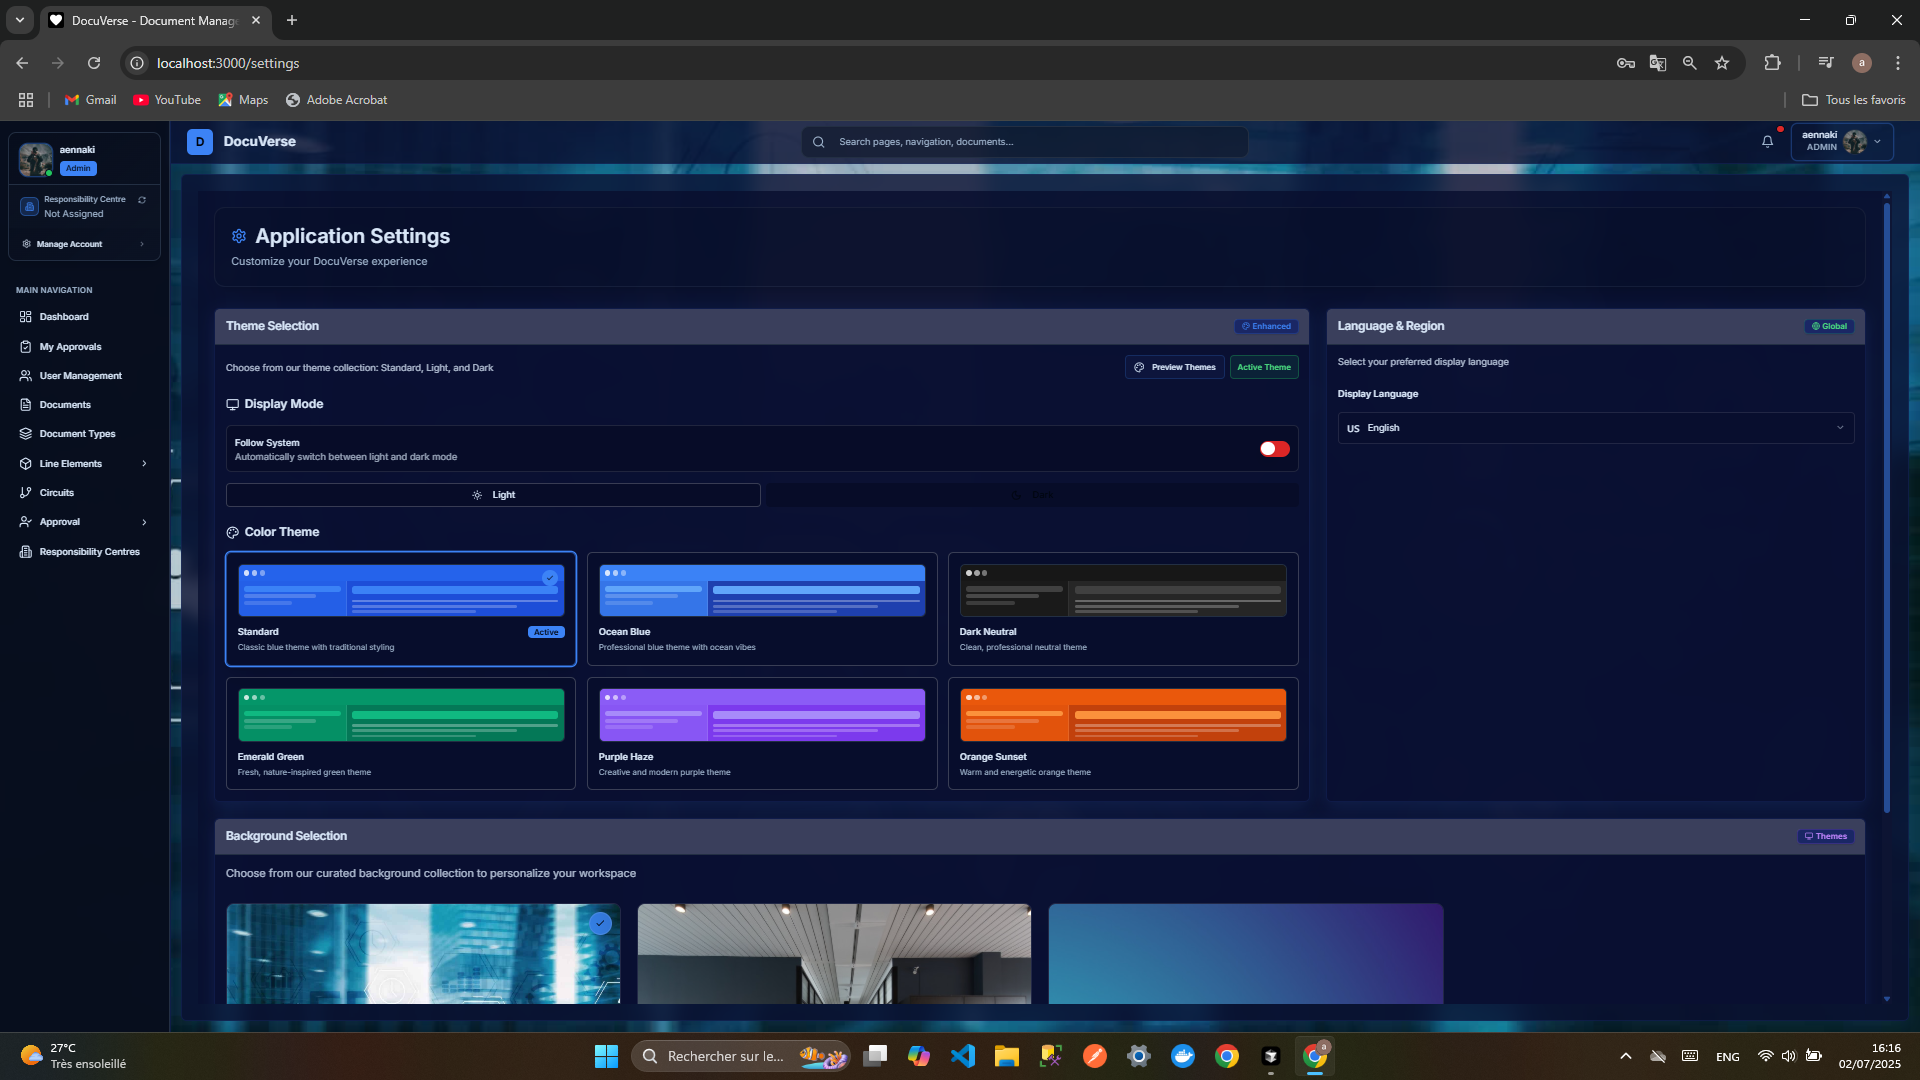 DocuVerse - Document Manage
localhost:3000/settings
a
Gmail
YouTube
Maps
Adobe Acrobat
Tous les favoris
aennaki
Admin
Responsibility Centre
Not Assigned
Manage Account
MAIN NAVIGATION
Dashboard
My Approvals
User Management
Documents
Document Types
Line Elements
Circuits
Approval
Responsibility Centres
D
DocuVerse
Search pages, navigation, documents...
aennaki
ADMIN
Application Settings
Customize your DocuVerse experience
Theme Selection
Enhanced
Choose from our theme collection: Standard, Light, and Dark
Preview Themes
Active Theme
Display Mode
Follow System
Automatically switch between light and dark mode
Light
Dark
Color Theme
Standard
Active
Classic blue theme with traditional styling
Ocean Blue
Professional blue theme with ocean vibes
Dark Neutral
Clean, professional neutral theme
Emerald Green
Fresh, nature-inspired green theme
Purple Haze
Creative and modern purple theme
Orange Sunset
Warm and energetic orange theme
Language & Region
Global
Select your preferred display language
Display Language
US English
Background Selection
Themes
Choose from our curated background collection to personalize your workspace
27°C
Très ensoleillé
Rechercher sur le...
a
ENG
16:16
02/07/2025